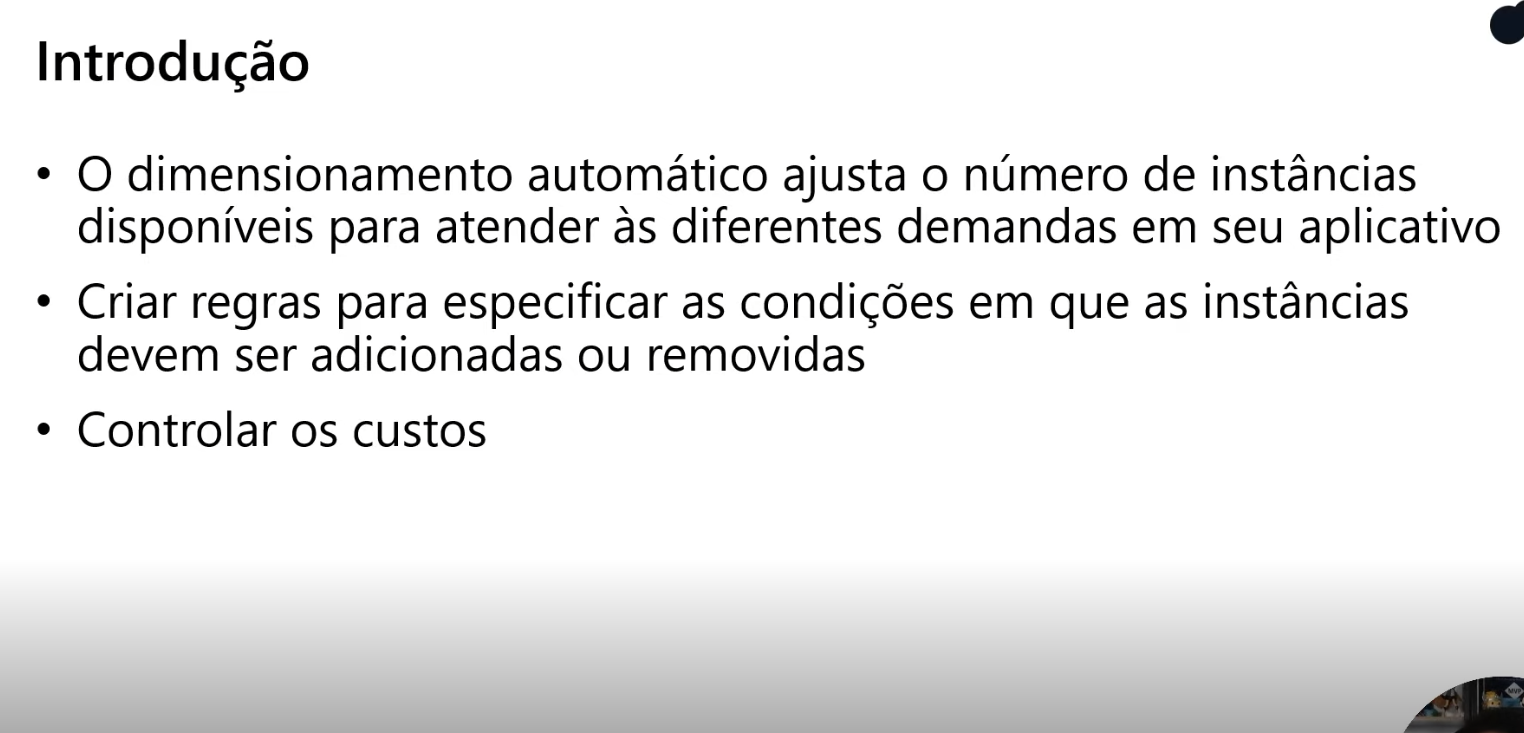 Introdução
• O dimensionamento automático ajusta o número de instâncias
disponíveis para atender às diferentes demandas em seu aplicativo
• Criar regras para especificar as condições em que as instâncias
devem ser adicionadas ou removidas
• Controlar os custos
MVP